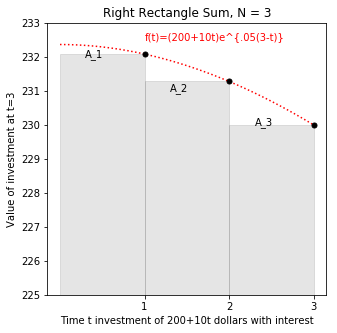 Right Rectangle Sum, N = 3
f(t)=(200+10t)e^{.05(3-t)}
A_1
A_2
A_3
233
232
231
230
229
228
227
226
225
Value of investment at t=3
1 2 3
Time t investment of 200+10t dollars with interest